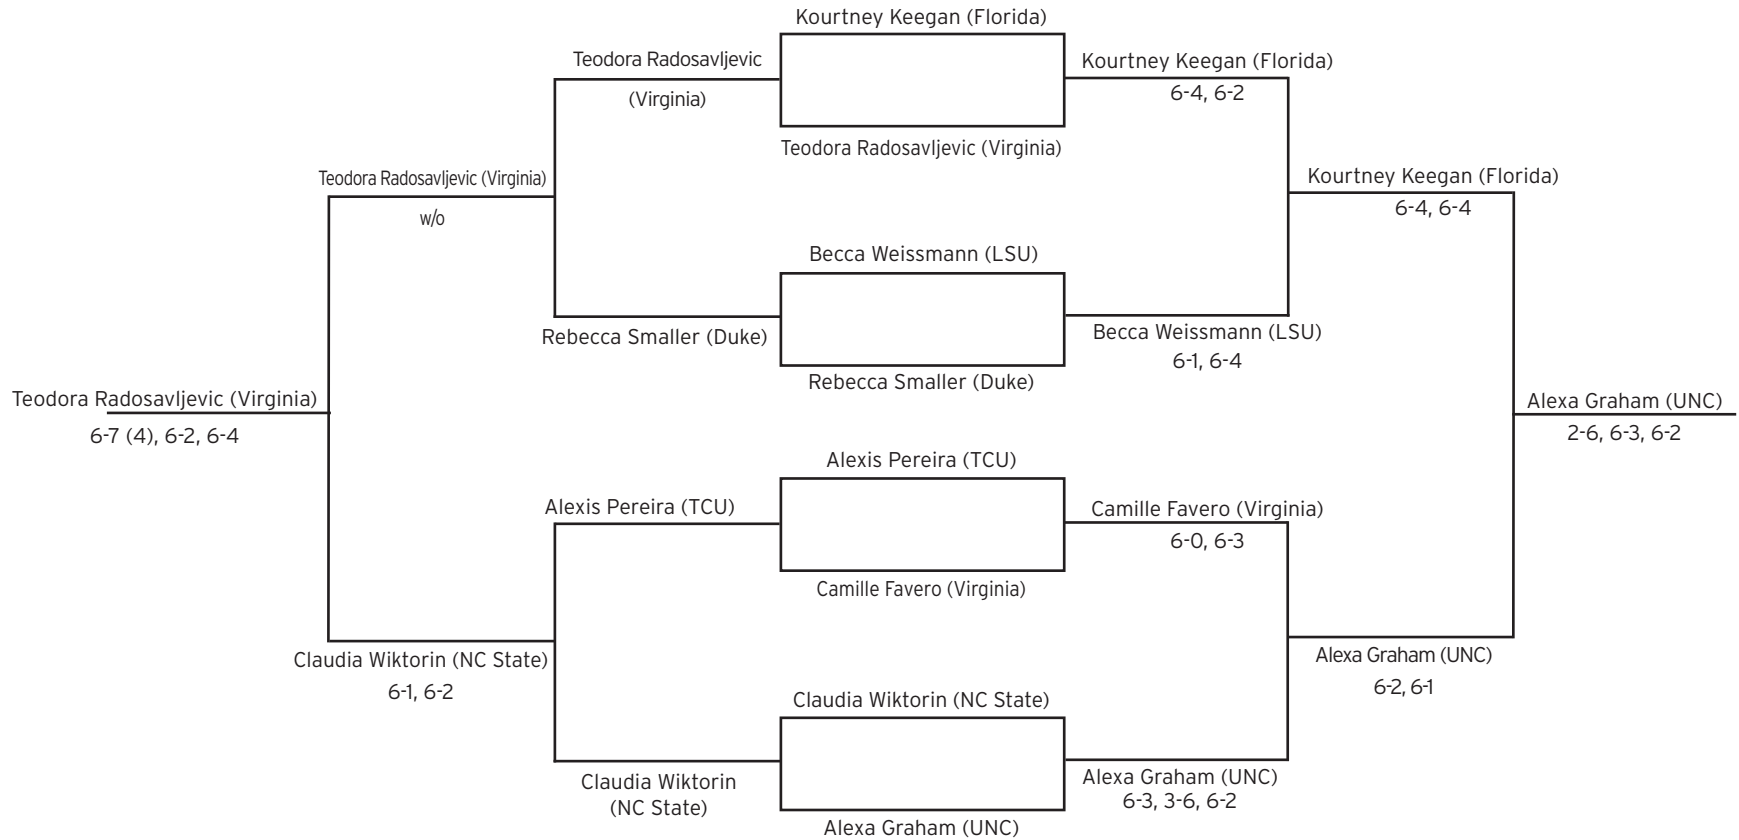 Kourtney Keegan (Florida)
Teodora Radosavljevic
(Virginia)
Kourtney Keegan (Florida)
6-4, 6-2
Teodora Radosavljevic (Virginia)
Teodora Radosavljevic (Virginia)
w/o
Kourtney Keegan (Florida)
6-4, 6-4
Becca Weissmann (LSU)
Rebecca Smaller (Duke)
Becca Weissmann (LSU)
6-1, 6-4
Rebecca Smaller (Duke)
Teodora Radosavljevic (Virginia)
6-7 (4), 6-2, 6-4
Alexa Graham (UNC)
2-6, 6-3, 6-2
Alexis Pereira (TCU)
Alexis Pereira (TCU)
Camille Favero (Virginia)
6-0, 6-3
Camille Favero (Virginia)
Claudia Wiktorin (NC State)
6-1, 6-2
Alexa Graham (UNC)
6-2, 6-1
Claudia Wiktorin (NC State)
Claudia Wiktorin
(NC State)
Alexa Graham (UNC)
6-3, 3-6, 6-2
Alexa Graham (UNC)